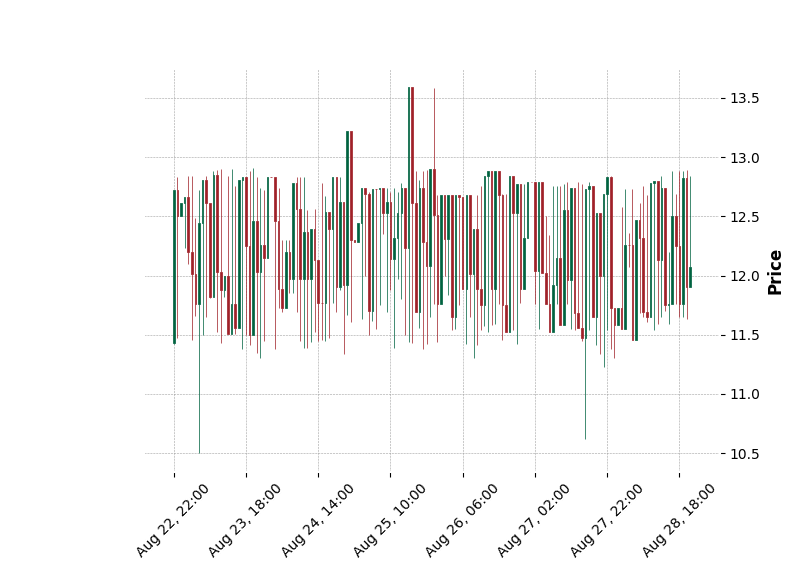 13.5
13.0
12.5
12.0
11.5
11.0
10.5
Price
Aug 22, 22:00
Aug 23, 18:00
Aug 24, 14:00
Aug 25, 10:00
Aug 26, 06:00
Aug 27, 02:00
Aug 27, 22:00
Aug 28, 18:00